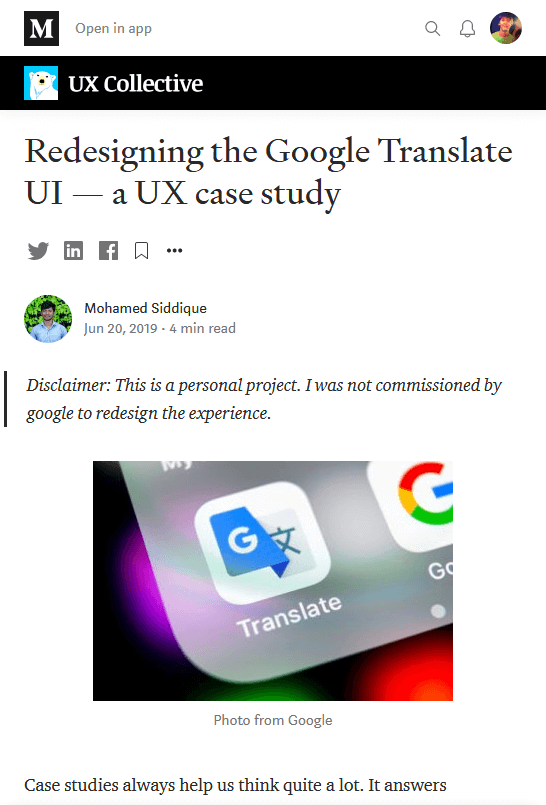 M
Open in app
UX Collective
Redesigning the Google Translate
UI — a UX case study
in
Mohamed Siddique
Jun 20, 2019 · 4 min read
Disclaimer: This is a personal project. I was not commissioned by
google to redesign the experience.
My
G 文
G
Translate
Photo from Google
Case studies always help us think quite a lot. It answers